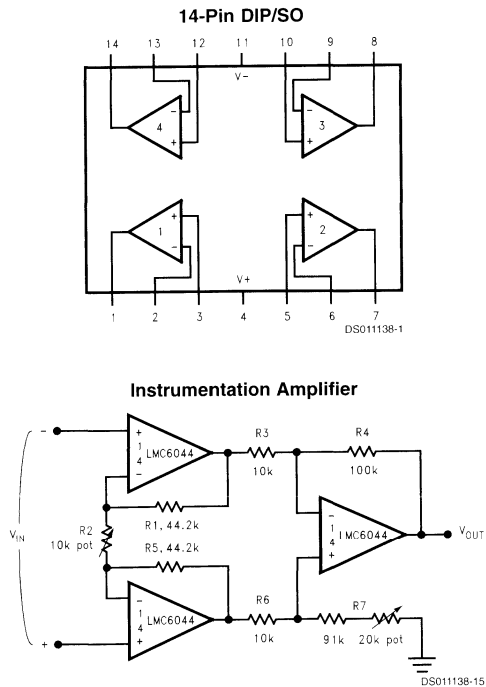 14-Pin DIP/SO
14 13 12 11 10 9 8
V-
- -
4 3
+ +
+ +
1 2
- -
V+
1 2 3 4 5 6 7
DS011138-1
Instrumentation Amplifier
-
+
1
4
LMC6044
-
R3
10k
R4
100k
R1, 44.2k
VIN
R2
10k pot
R5, 44.2k
-
1
4
LMC6044
+
VOUT
-
1
4
LMC6044
+
R6
10k
R7
91k 20k pot
+
DS011138-15